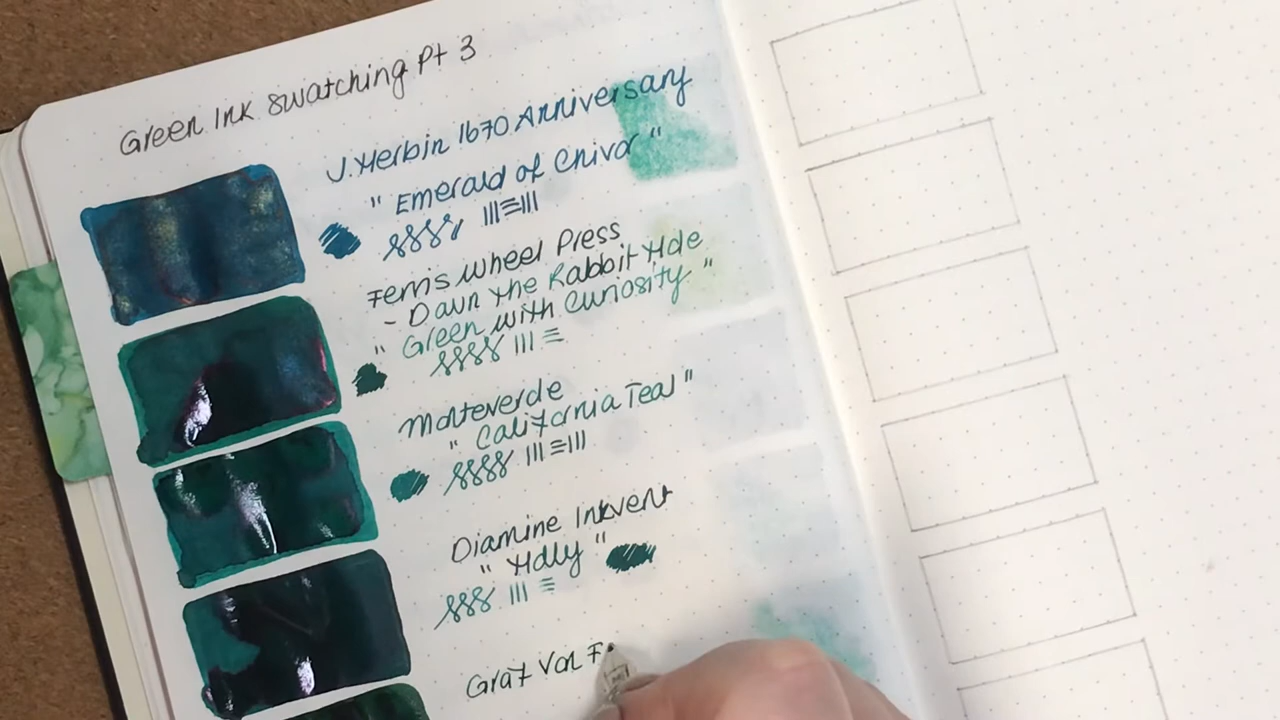 Green Ink Swatching Pt 3
J. Herbin 1670 Anniversary
" Emerald of Chivor "
Ferris Wheel Press
- Down the Rabbit Hole
" Green with Curiosity "
Monteverde
" California Teal "
Diamine Inkvent
" Holly "
Graf Von F